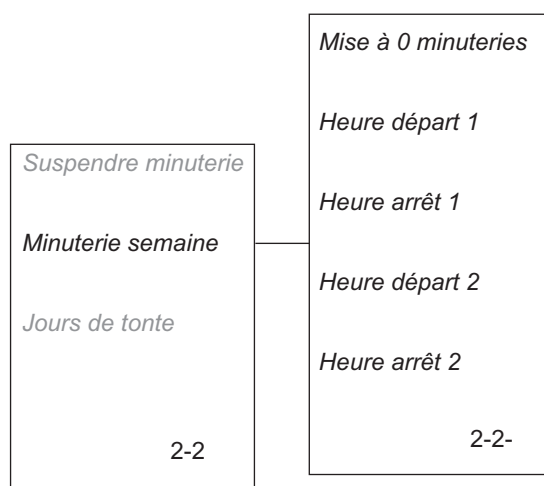 Suspendre minuterie
Minuterie semaine
Jours de tonte
2-2
Mise à 0 minuteries
Heure départ 1
Heure arrêt 1
Heure départ 2
Heure arrêt 2
2-2-